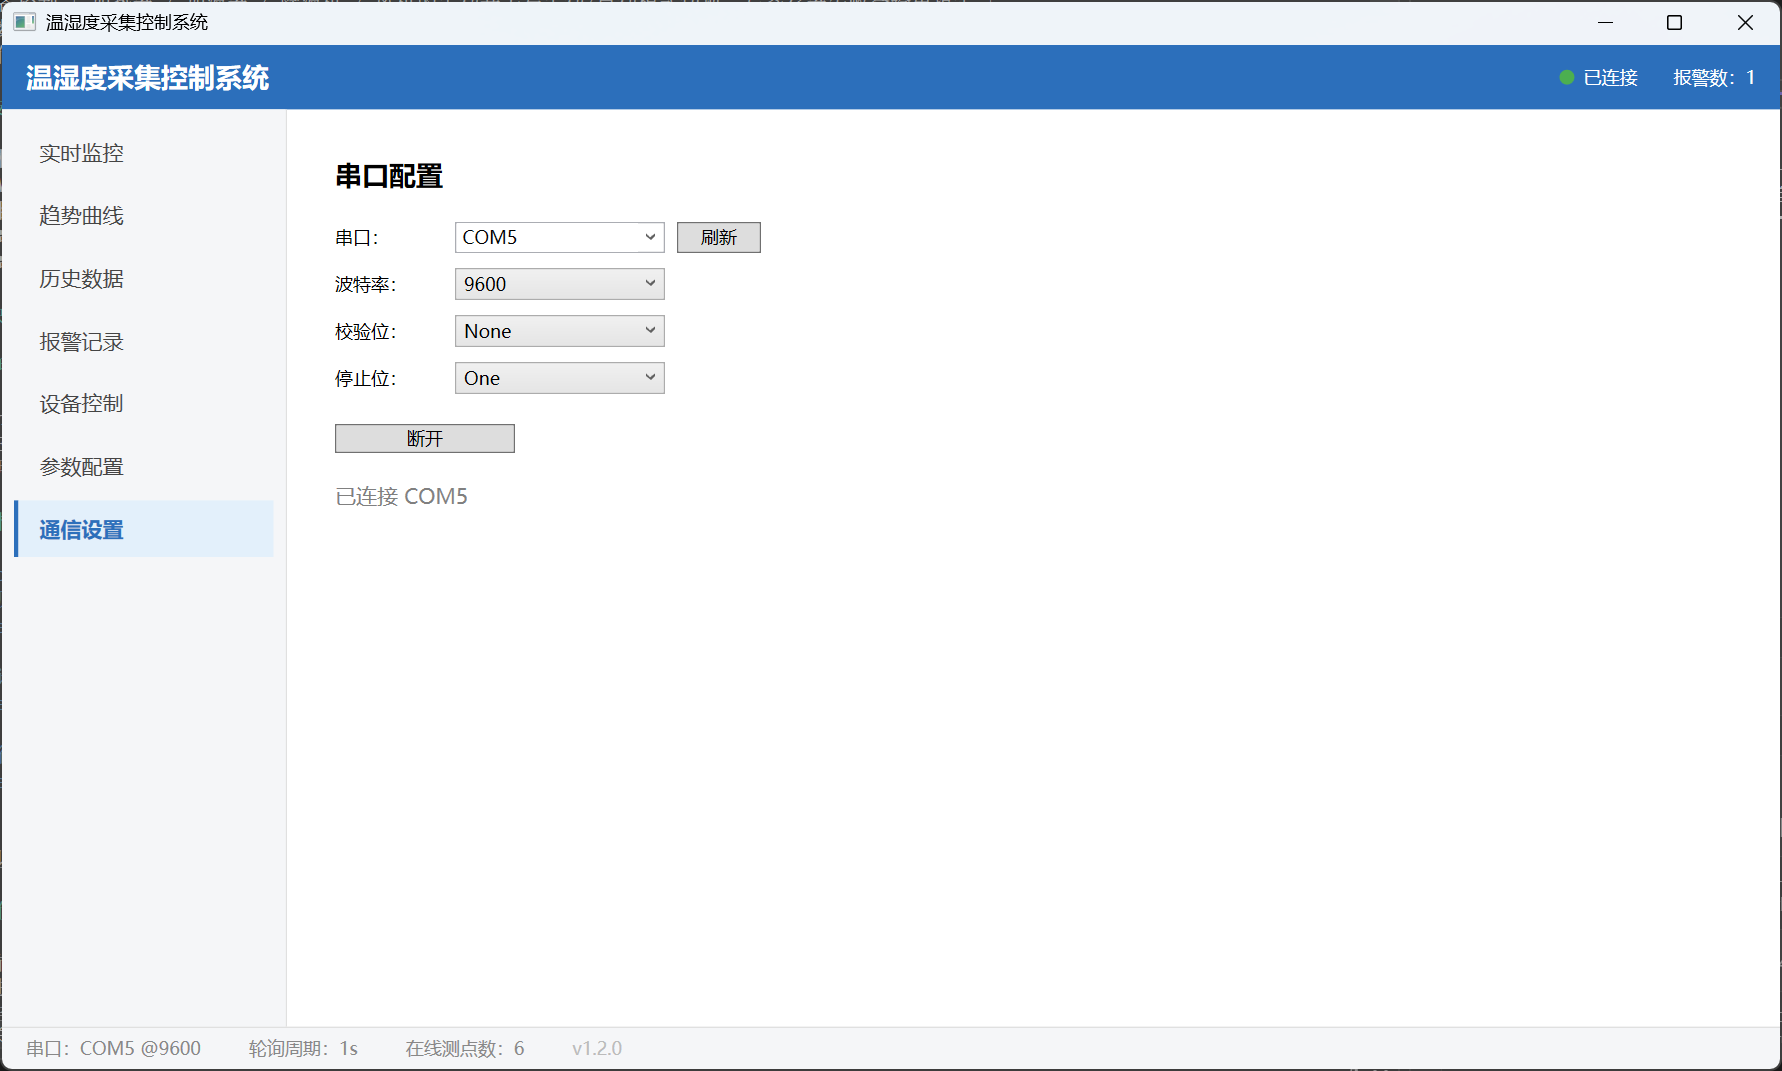 温湿度采集控制系统
温湿度采集控制系统
已连接 报警数：1
实时监控
趋势曲线
历史数据
报警记录
设备控制
参数配置
通信设置
串口配置
串口： COM5 刷新
波特率： 9600
校验位： None
停止位： One
断开
已连接 COM5
串口：COM5 @9600 轮询周期：1s 在线测点数：6 v1.2.0